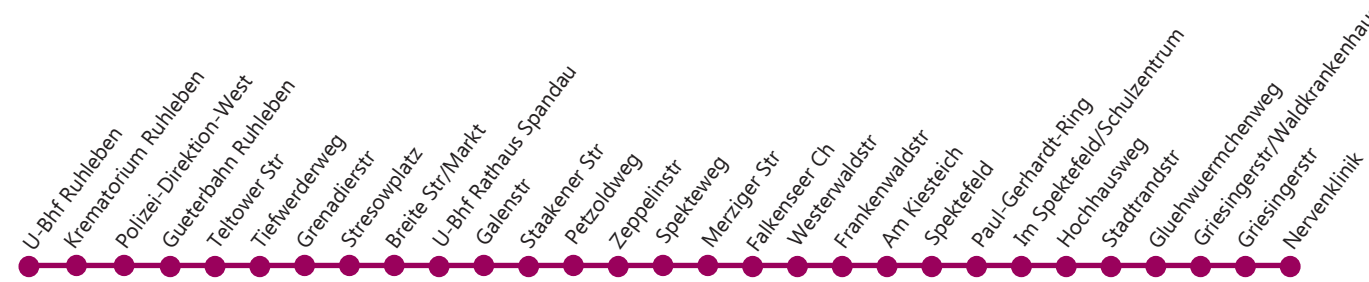 U-Bhf Ruhleben
Krematorium Ruhleben
Polizei-Direktion-West
Gueterbahn Ruhleben
Teltower Str
Tiefwerderweg
Grenadierstr
Stresowplatz
Breite Str/Markt
U-Bhf Rathaus Spandau
Galenstr
Staakener Str
Petzoldweg
Zeppelinstr
Spekteweg
Merziger Str
Falkenseer Ch
Westerwaldstr
Frankenwaldstr
Am Kiesteich
Spektefeld
Paul-Gerhardt-Ring
Im Spektefeld/Schulzentrum
Hochhausweg
Stadtrandstr
Gluehwuermchenweg
Griesingerstr/Waldkrankenhaus
Griesingerstr
Nervenklinik